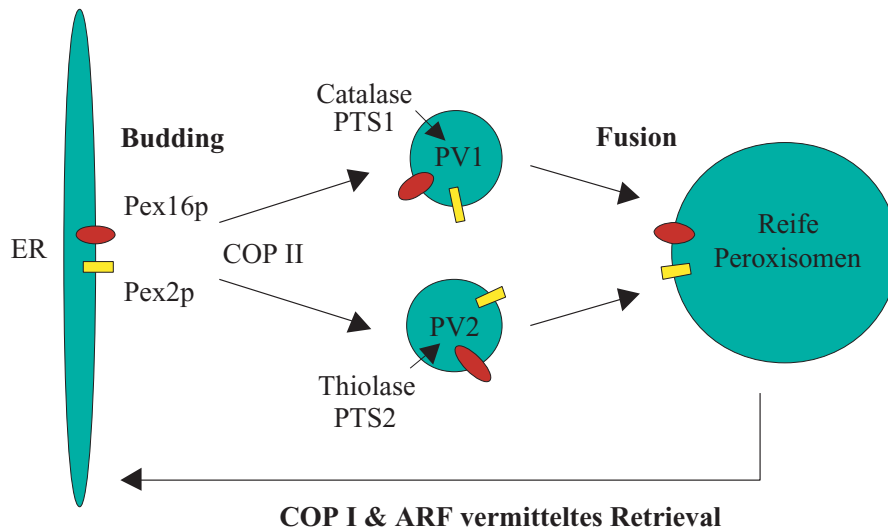 Catalase
PTS1
Budding
PV1
Fusion
Pex16p
ER
COP II
Pex2p
Reife
Peroxisomen
PV2
Thiolase
PTS2
COP I & ARF vermitteltes Retrieval